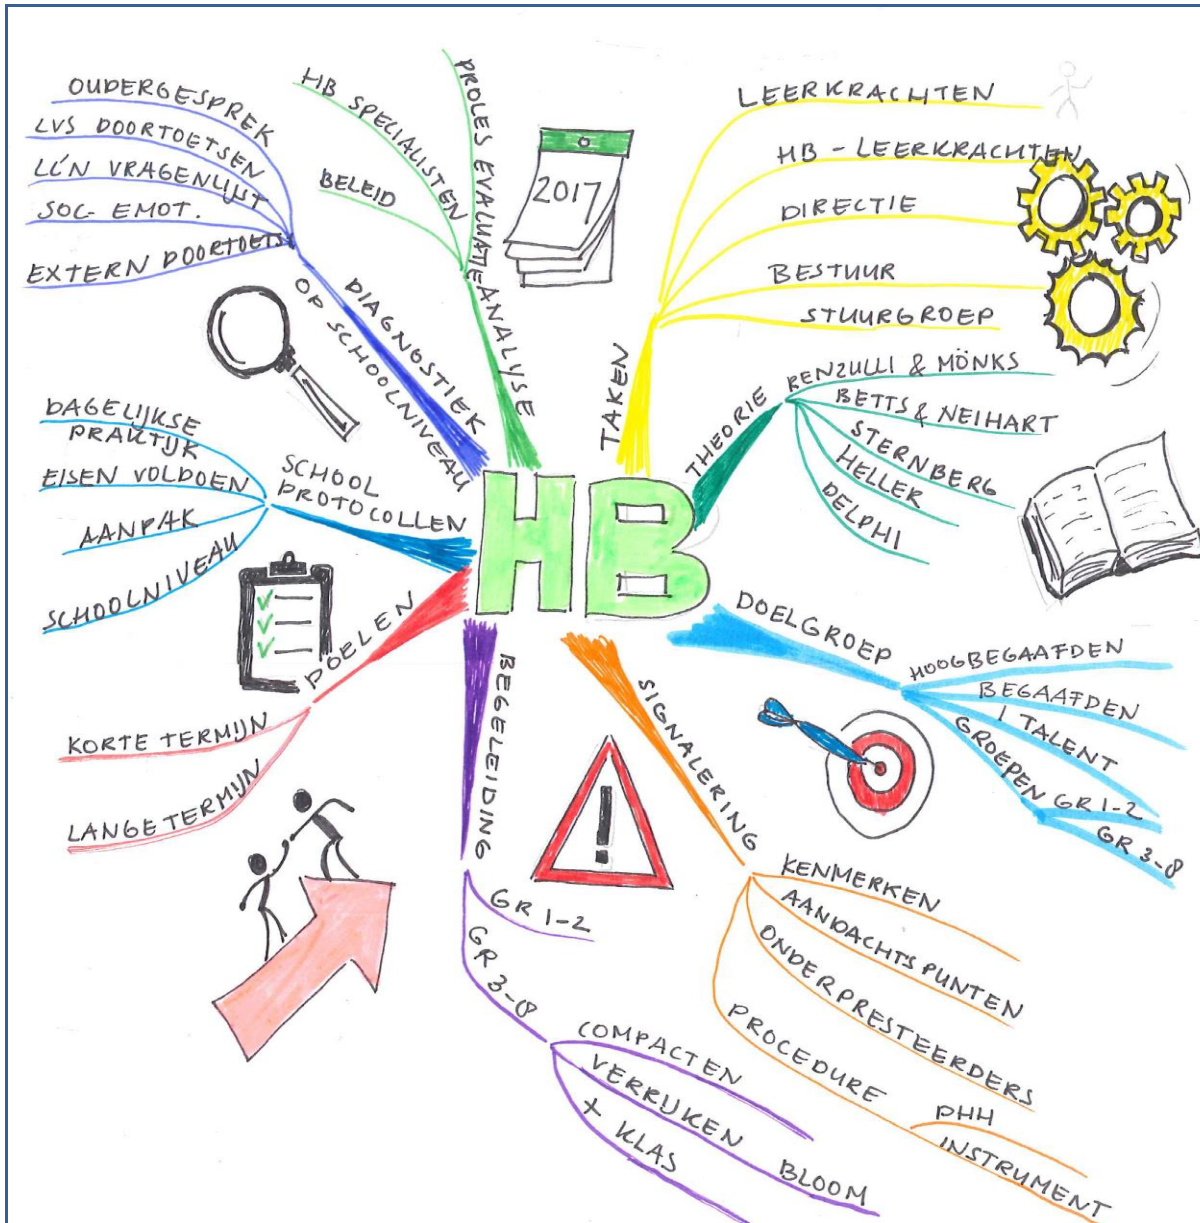 HB
ANALYSE
PROLES EVALUATIE
HB SPECIALISTEN
BELEID
2017
TAKEN
LEERKRACHTEN
HB - LEERKRACHTEN
DIRECTIE
BESTUUR
STUURGROEP
THEORIE
RENZULLI & MÖNKS
BETTS & NEIHART
STERNBERG
HELLER
DELPHI
DOELGROEP
HOOGBEGAAFDEN
BEGAAFDEN
1 TALENT
GROEPEN
GR 1-2
GR 3-8
SIGNALERING
KENMERKEN
AANDACHTSPUNTEN
ONDERPRESTEERDERS
PROCEDURE
DHH
INSTRUMENT
BEGELEIDING
GR 1-2
GR 3-8
COMPACTEN
VERRIJKEN BLOOM
+ KLAS
DOELEN
KORTE TERMIJN
LANGE TERMIJN
SCHOOL
PROTOCOLLEN
DAGELIJKSE
PRAKTIJK
EISEN VOLDOEN
AANPAK
SCHOOLNIVEAU
DIAGNOSTIEK
OP SCHOOLNIVEAU
OUDERGESPREK
LVS DOORTOETSEN
LL'N VRAGENLIJST
SOC- EMOT.
EXTERN DOORTOETS